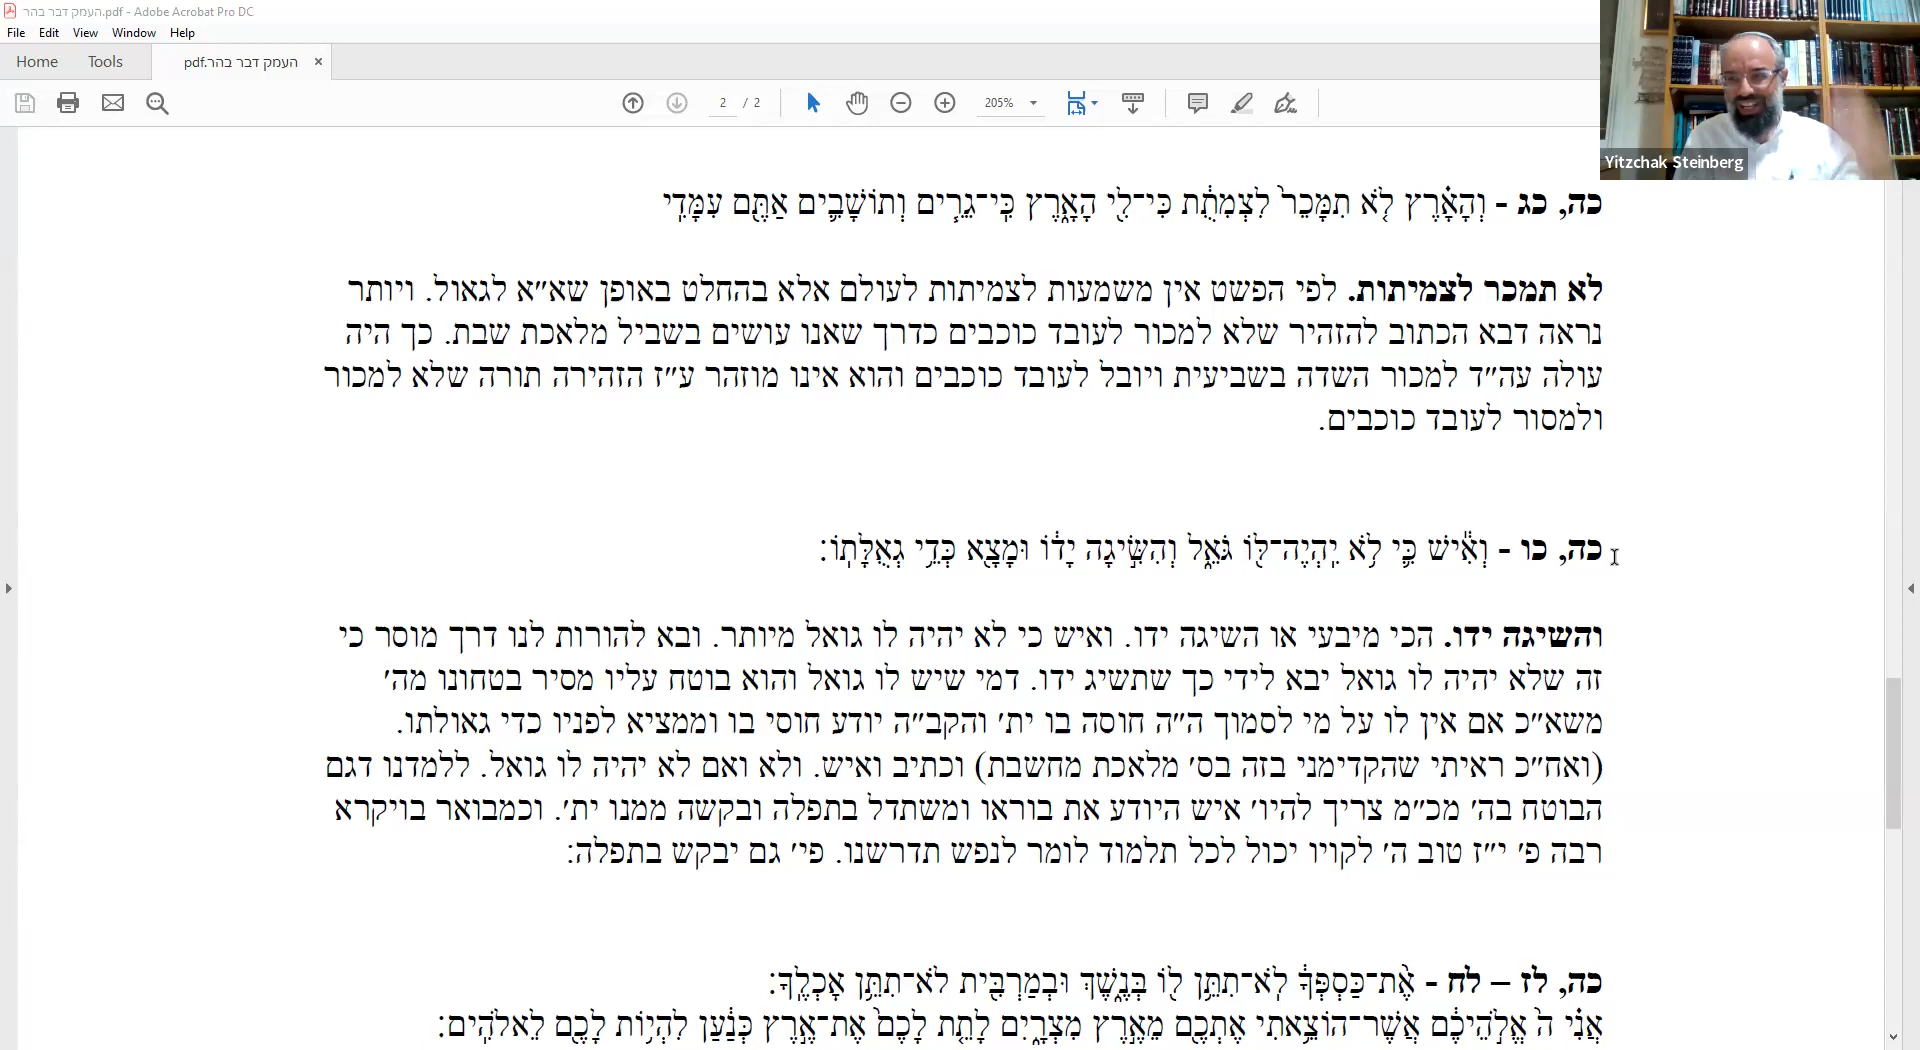 העמק דבר בהר.pdf - Adobe Acrobat Pro DC
File Edit View Window Help
Home Tools העמק דבר בהר.pdf ×
2 / 2 205%
Yitzchak Steinberg
כה, כג - וְהָאָ֗רֶץ לֹ֤א תִמָּכֵר֙ לִצְמִתֻ֔ת כִּי־לִ֖י הָאָ֑רֶץ כִּֽי־גֵרִ֧ים וְתוֹשָׁבִ֛ים אַתֶּ֖ם עִמָּדִֽי
לא תמכר לצמיתות. לפי הפשט אין משמעות לצמיתות לעולם אלא בהחלט באופן שא״א לגאול. ויותר
נראה דבא הכתוב להזהיר שלא למכור לעובד כוכבים כדרך שאנו עושים בשביל מלאכת שבת. כך היה
עולה עה״ד למכור השדה בשביעית ויובל לעובד כוכבים והוא אינו מוזהר ע״ז הזהירה תורה שלא למכור
ולמסור לעובד כוכבים.
כה, כו - וְאִ֕ישׁ כִּ֛י לֹ֥א יִֽהְיֶה־לּ֖וֹ גֹּאֵ֑ל וְהִשִּׂ֣יגָה יָד֔וֹ וּמָצָ֖א כְּדֵ֥י גְאֻלָּתֽוֹ׃
והשיגה ידו. הכי מיבעי או השיגה ידו. ואיש כי לא יהיה לו גואל מיותר. ובא להורות לנו דרך מוסר כי
זה שלא יהיה לו גואל יבא לידי כך שתשיג ידו. דמי שיש לו גואל והוא בוטח עליו מסיר בטחונו מה׳
משא״כ אם אין לו על מי לסמוך ה״ה חוסה בו ית׳ והקב״ה יודע חוסי בו וממציא לפניו כדי גאולתו.
(ואח״כ ראיתי שהקדימני בזה בס׳ מלאכת מחשבת) וכתיב ואיש. ולא ואם לא יהיה לו גואל. ללמדנו דגם
הבוטח בה׳ מכ״מ צריך להיו׳ איש היודע את בוראו ומשתדל בתפלה ובקשה ממנו ית׳. וכמבואר בויקרא
רבה פ׳ י״ז טוב ה׳ לקויו יכול לכל תלמוד לומר לנפש תדרשנו. פי׳ גם יבקש בתפלה:
כה, לז – לח - אֶ֨ת־כַּסְפְּךָ֔ לֹֽא־תִתֵּ֥ן ל֖וֹ בְּנֶ֑שֶׁךְ וּבְמַרְבִּ֖ית לֹא־תִתֵּ֥ן אָכְלֶֽךָ׃
אֲנִ֗י ה֙ אֱלֹ֣הֵיכֶ֔ם אֲשֶׁר־הוֹצֵ֥אתִי אֶתְכֶ֖ם מֵאֶ֣רֶץ מִצְרָ֑יִם לָתֵ֤ת לָכֶם֙ אֶת־אֶ֣רֶץ כְּנַ֔עַן לִהְי֥וֹת לָכֶ֖ם לֵאלֹהִֽים׃